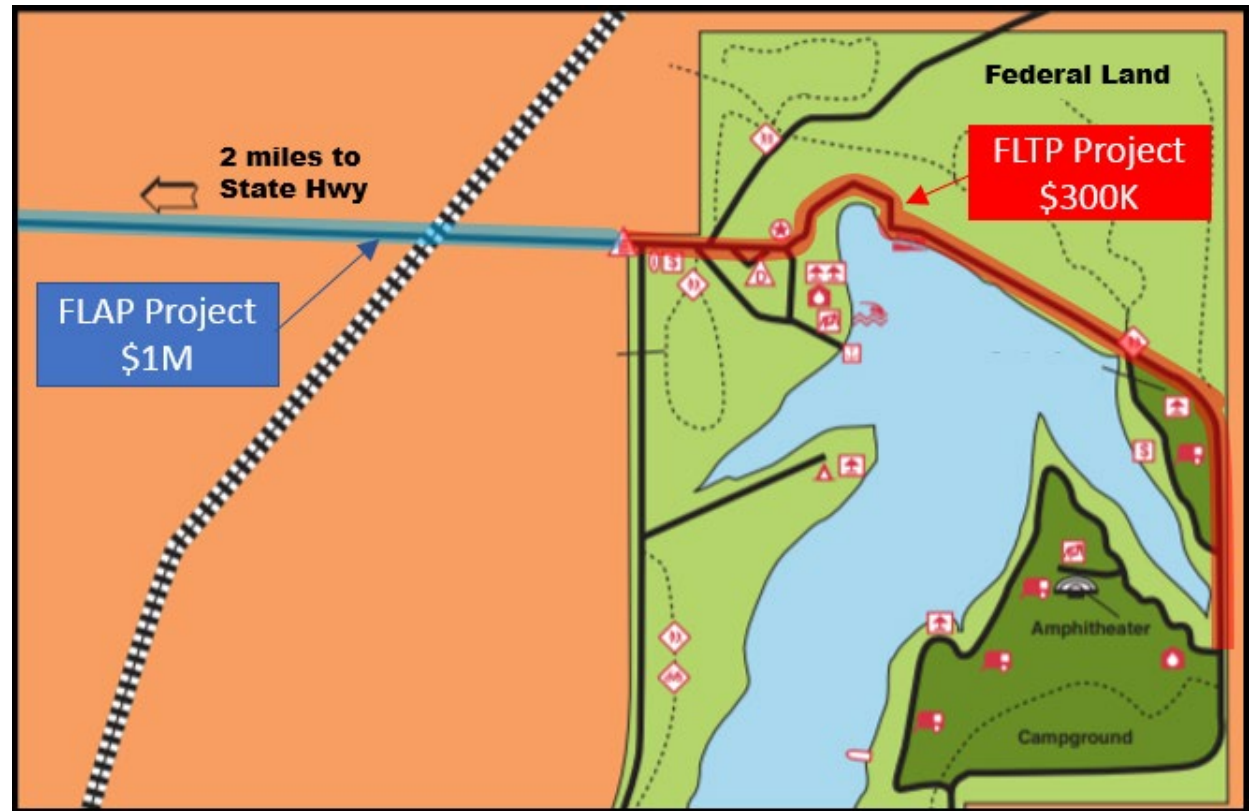 Federal Land
2 miles to
State Hwy
FLTP Project
$300K
FLAP Project
$1M
D
$
$
Amphitheater
Campground